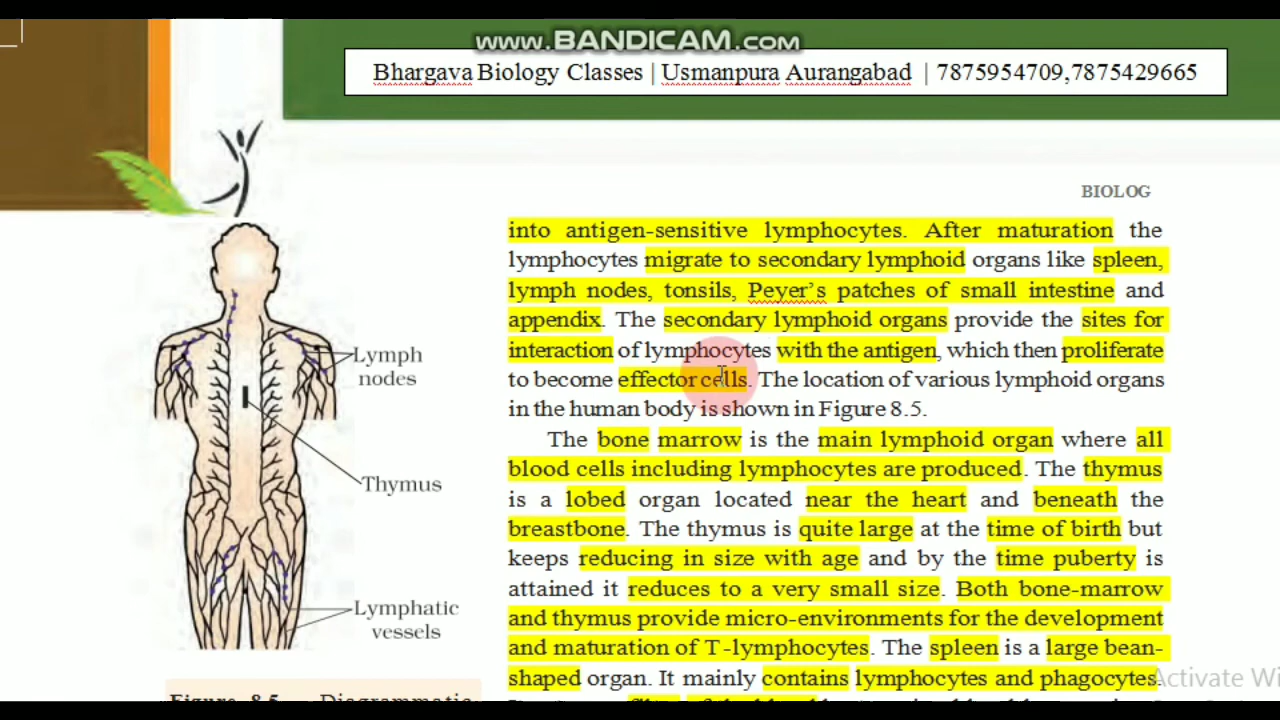 www.BANDICAM.com
Bhargava Biology Classes | Usmanpura Aurangabad | 7875954709,7875429665
BIOLOG
into antigen-sensitive lymphocytes. After maturation the
lymphocytes migrate to secondary lymphoid organs like spleen,
lymph nodes, tonsils, Peyer’s patches of small intestine and
appendix. The secondary lymphoid organs provide the sites for
interaction of lymphocytes with the antigen, which then proliferate
to become effector cells. The location of various lymphoid organs
in the human body is shown in Figure 8.5.
The bone marrow is the main lymphoid organ where all
blood cells including lymphocytes are produced. The thymus
is a lobed organ located near the heart and beneath the
breastbone. The thymus is quite large at the time of birth but
keeps reducing in size with age and by the time puberty is
attained it reduces to a very small size. Both bone-marrow
and thymus provide micro-environments for the development
and maturation of T-lymphocytes. The spleen is a large bean-
shaped organ. It mainly contains lymphocytes and phagocytes.
Lymph
nodes
Thymus
Lymphatic
vessels
Figure 8.5 Diagrammatic
Activate Wi